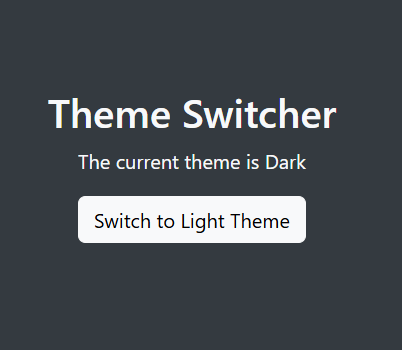 Theme Switcher
The current theme is Dark
Switch to Light Theme